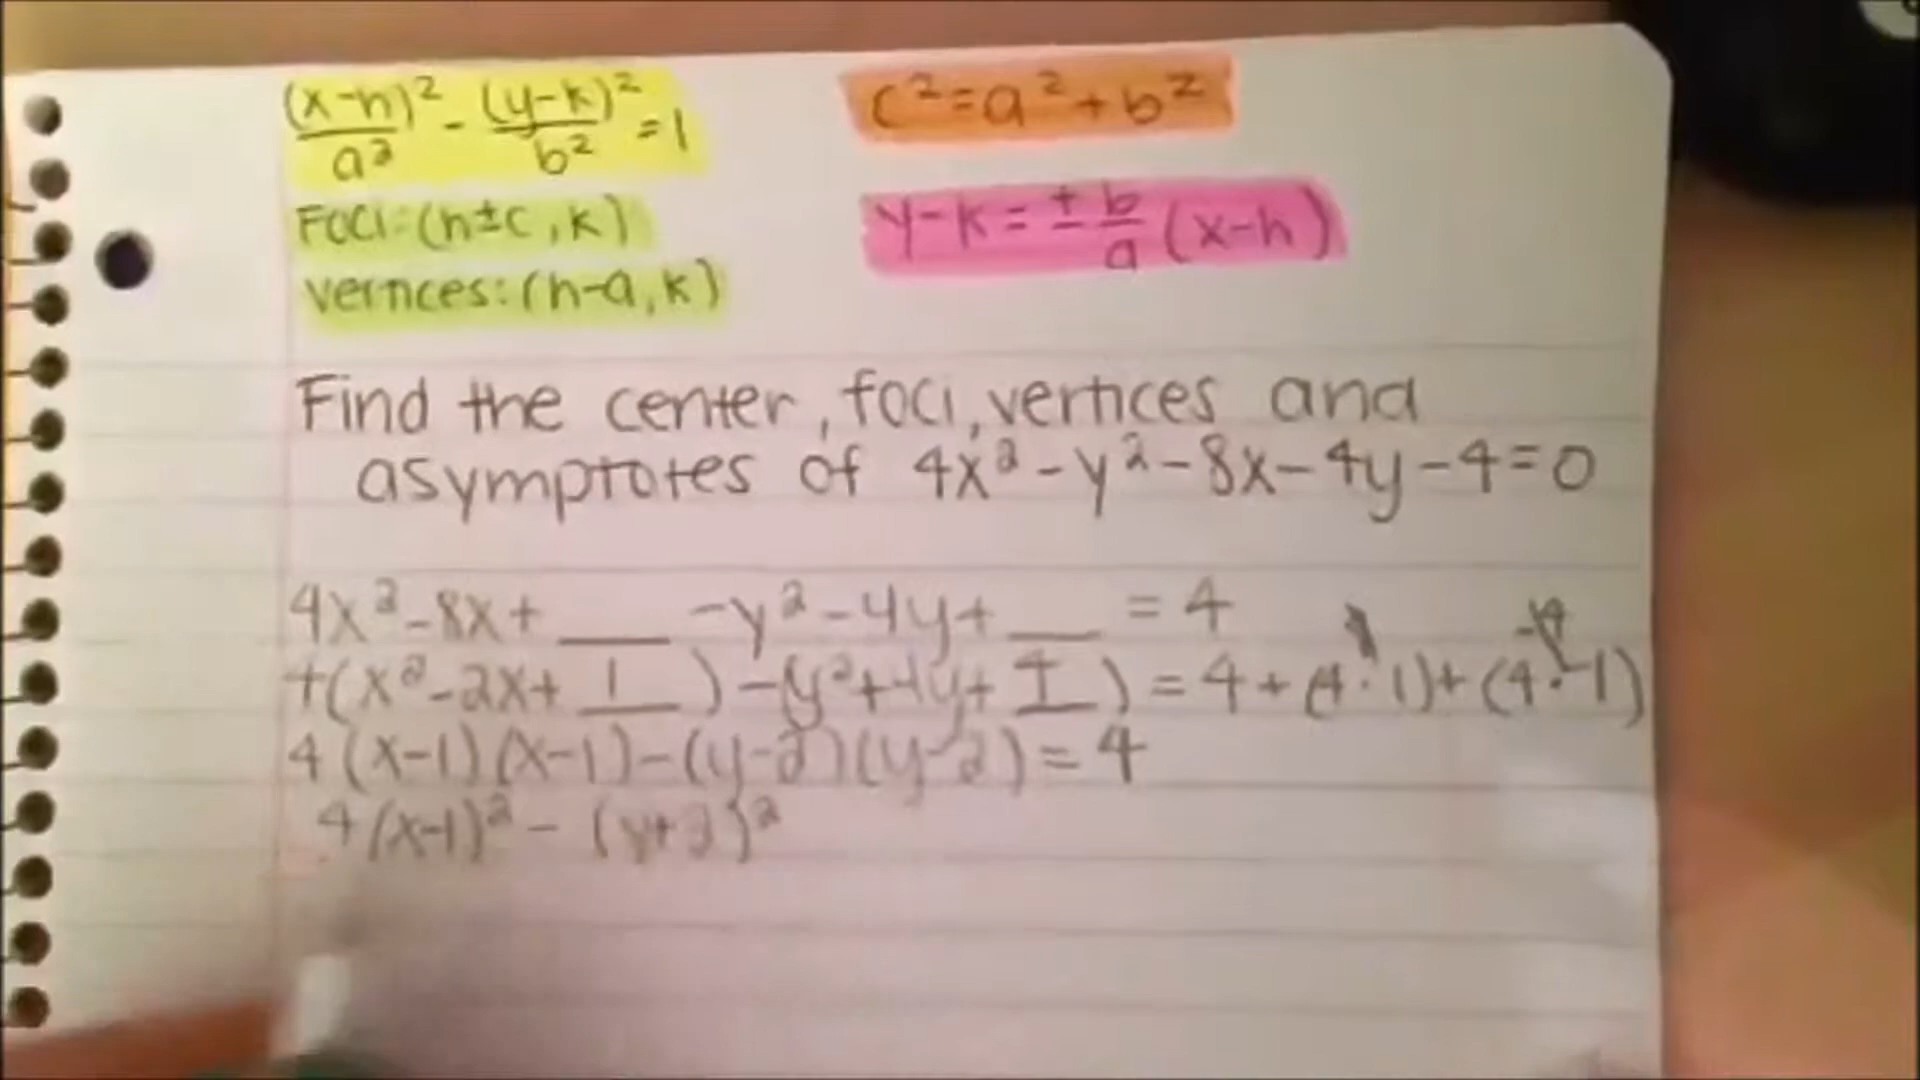 (x-h)²/a² - (y-k)²/b² = 1
c² = a² + b²
Foci: (h±c, k)
y-k = ± b/a (x-h)
vertices: (h-a, k)
Find the center, foci, vertices and
asymptotes of 4x²-y²-8x-4y-4=0
4x²-8x+ ___ -y²-4y+ ___ = 4
+(x²-2x+ 1 ) -(y²+4y+ 4 ) = 4+(4·1)+(4·-1)
4(x-1)(x-1)-(y-2)(y-2)=4
4(x-1)² - (y+2)²